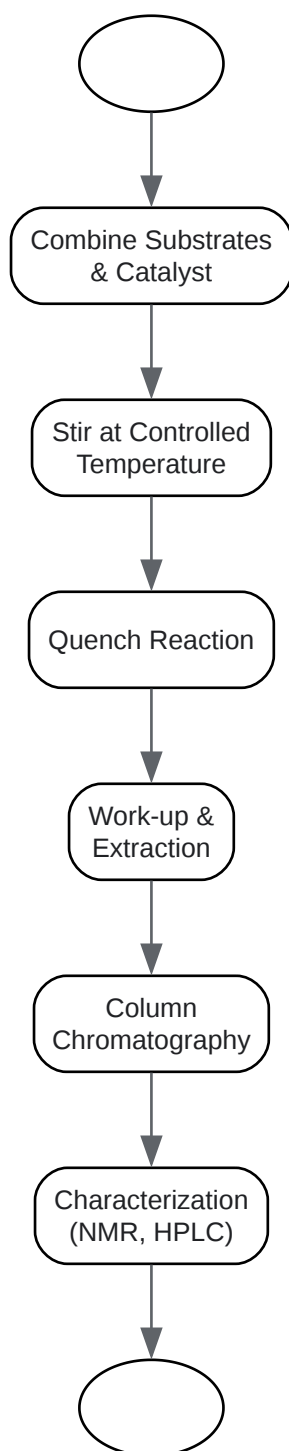 Combine Substrates
& Catalyst
Stir at Controlled
Temperature
Quench Reaction
Work-up &
Extraction
Column
Chromatography
Characterization
(NMR, HPLC)